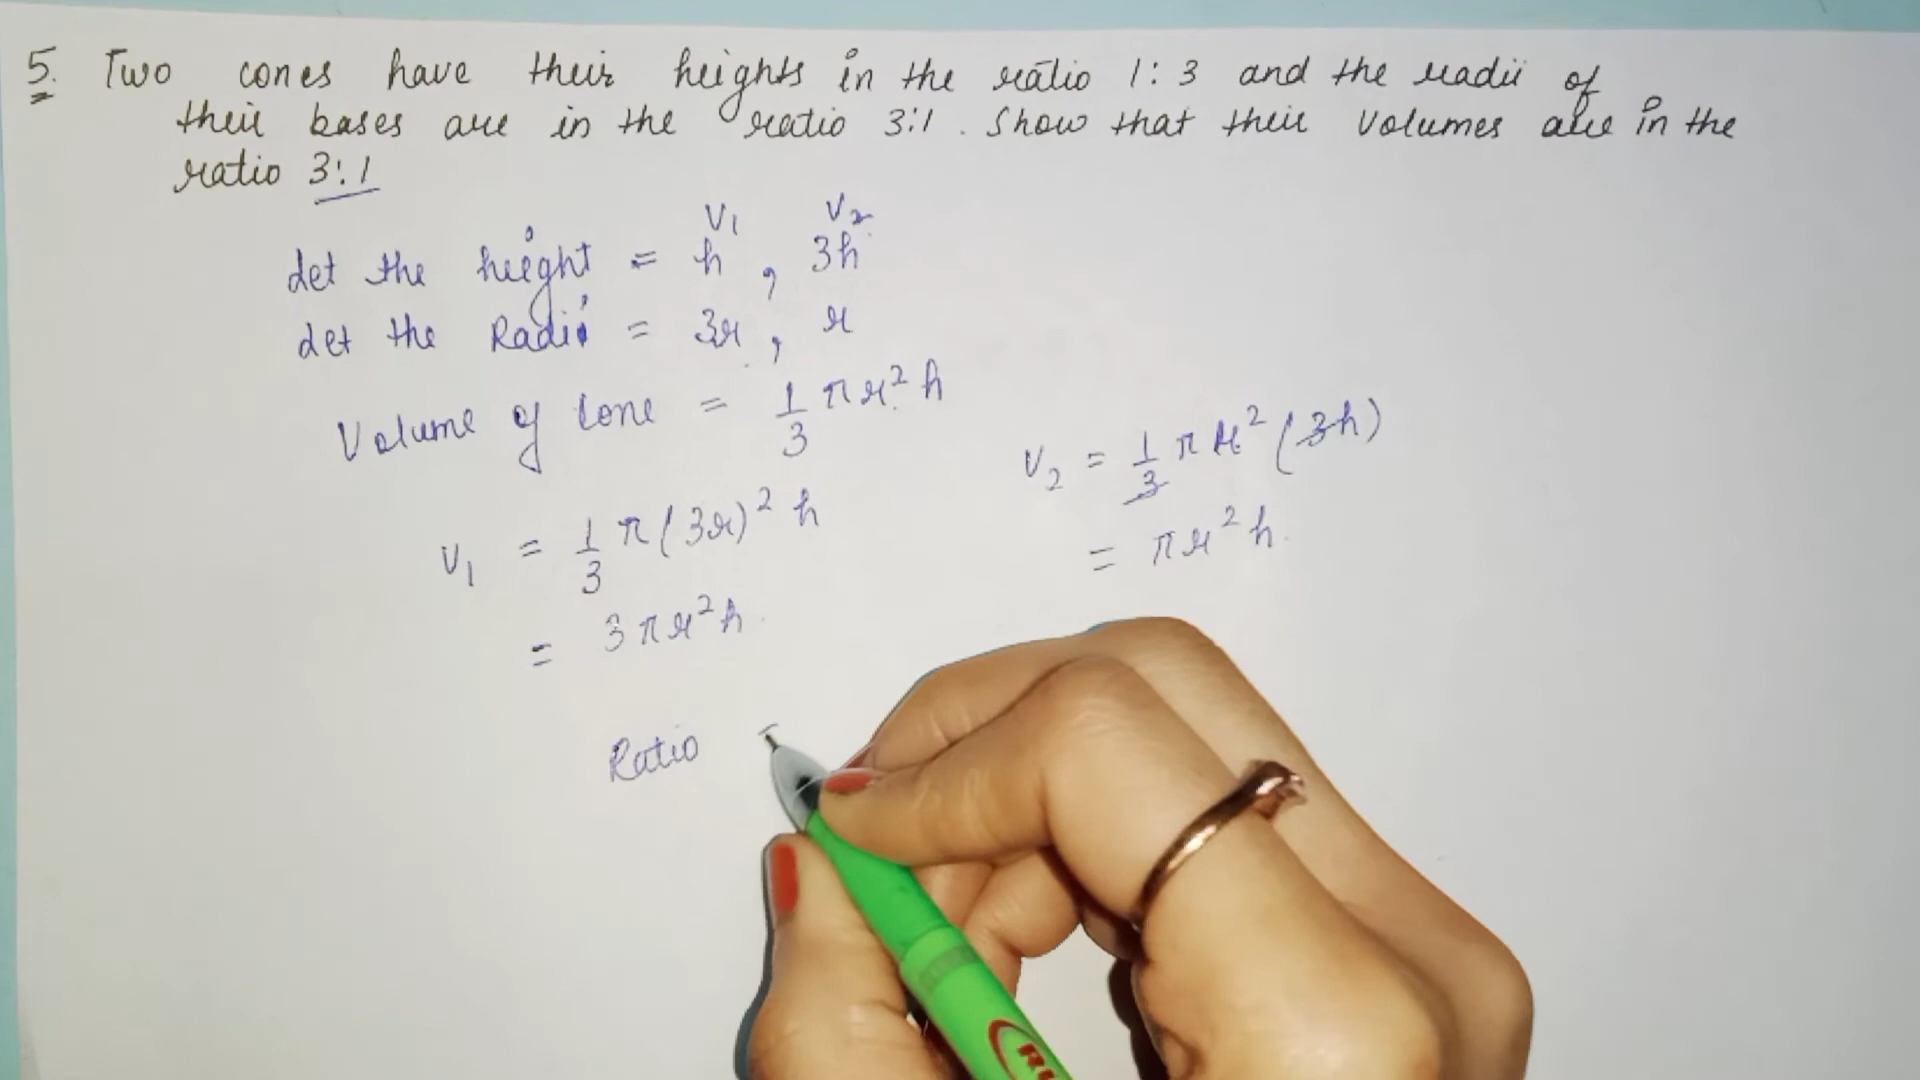 5. Two cones have their heights in the ratio 1:3 and the radii of
their bases are in the ratio 3:1. Show that their volumes are in the
ratio 3:1
V₁ V₂
Let the height = h , 3h
Let the Radii = 3r , r
Volume of Cone = 1/3 πr²h
V₁ = 1/3 π(3r)² h
= 3πr²h.
V₂ = 1/3 πr² (3h)
= πr²h.
Ratio